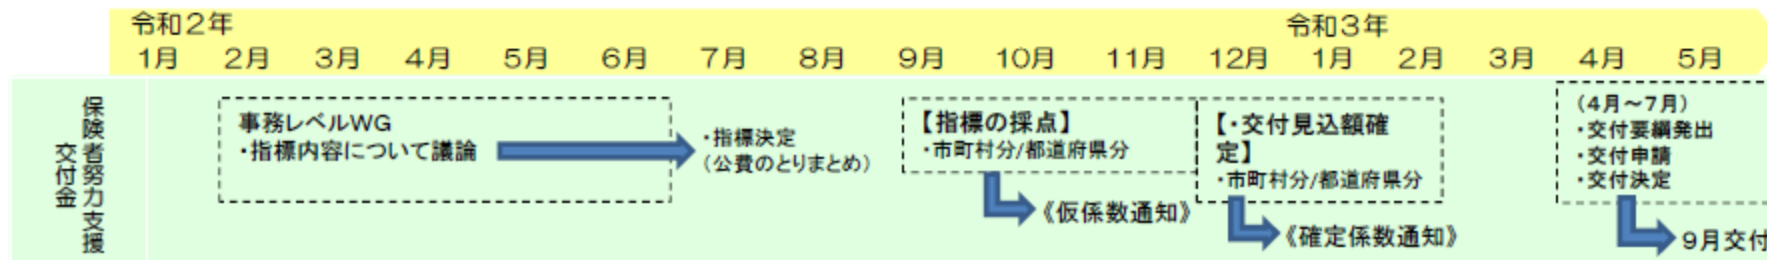 令和2年
令和3年
1月 2月 3月 4月 5月 6月 7月 8月 9月 10月 11月 12月 1月 2月 3月 4月 5月
保険者努力支援
交付金
事務レベルWG
・指標内容について議論
・指標決定
（公費のとりまとめ）
【指標の採点】
・市町村分/都道府県分
《仮係数通知》
【・交付見込額確
定】
・市町村分/都道府県分
《確定係数通知》
（4月～7月）
・交付要綱発出
・交付申請
・交付決定
9月交付